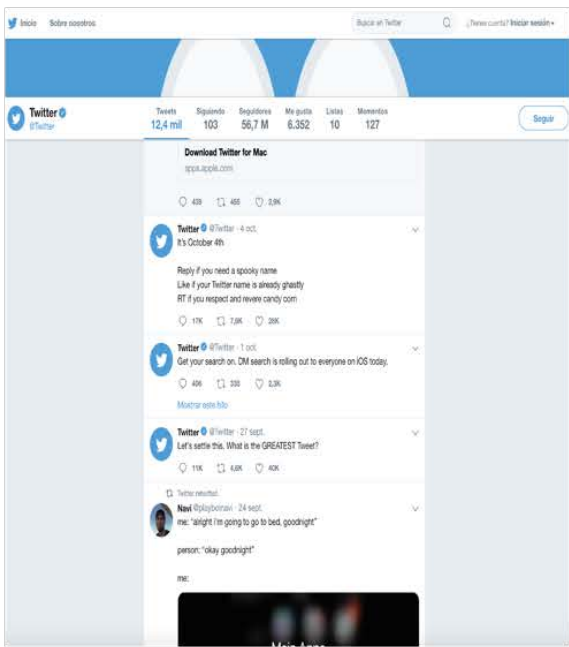 Inicio Sobre nosotros
Buscar en Twitter
¿Tienes cuenta? Iniciar sesión
Twitter
@Twitter
Tweets Siguiendo Seguidores Me gusta Listas Momentos
12,4 mil 103 56,7 M 6.352 10 127
Seguir
Download Twitter for Mac
apps.apple.com
439 455 3,9K
Twitter @Twitter · 4 oct.
It's October 4th
Reply if you need a spooky name
Like if your Twitter name is already ghastly
RT if you respect and revere candy corn
17K 7,6K 28K
Twitter @Twitter · 1 oct.
Get your search on. DM search is rolling out to everyone on iOS today.
406 335 2,3K
Mostrar este hilo
Twitter @Twitter · 27 sept.
Let's settle this. What is the GREATEST Tweet?
11K 4,6K 40K
Twitter retwitteó
Navi @playboinavi · 24 sept.
me: "alright i'm going to go to bed, goodnight"
person: "okay goodnight"
me: